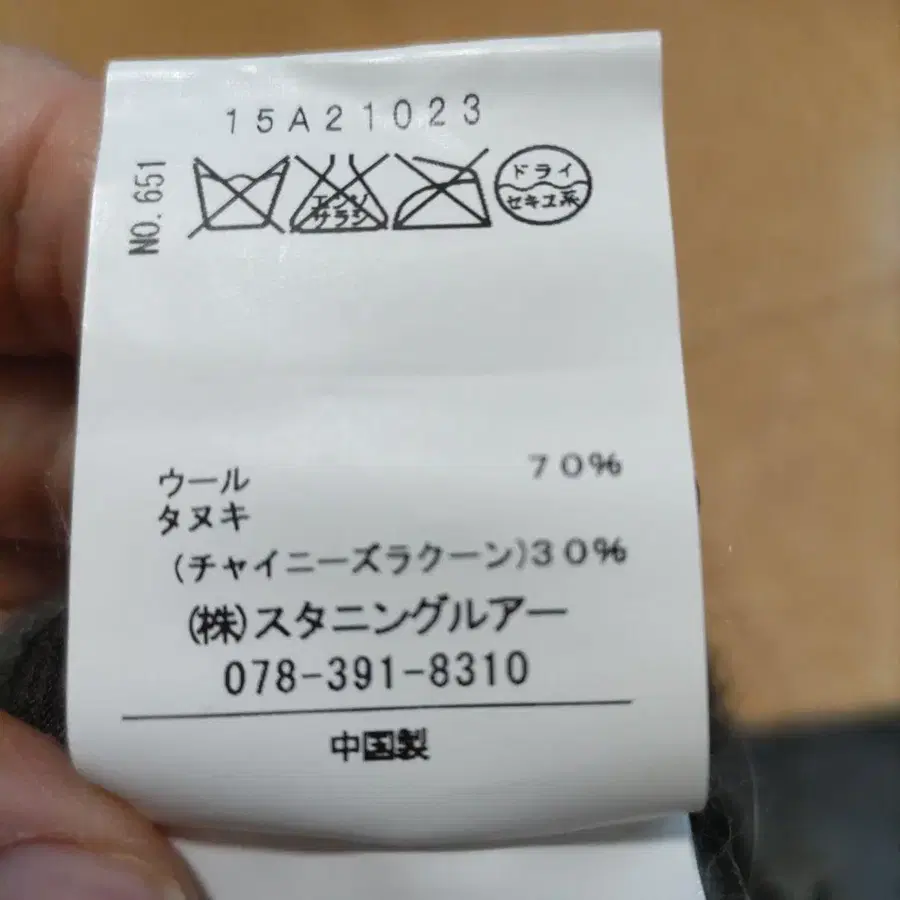 15A21023
NO.651
エンソ
サラシ
ドライ
セキユ系
ウール 70%
タヌキ
(チャイニーズラクーン)30%
(株)スタニングルアー
078-391-8310
中国製